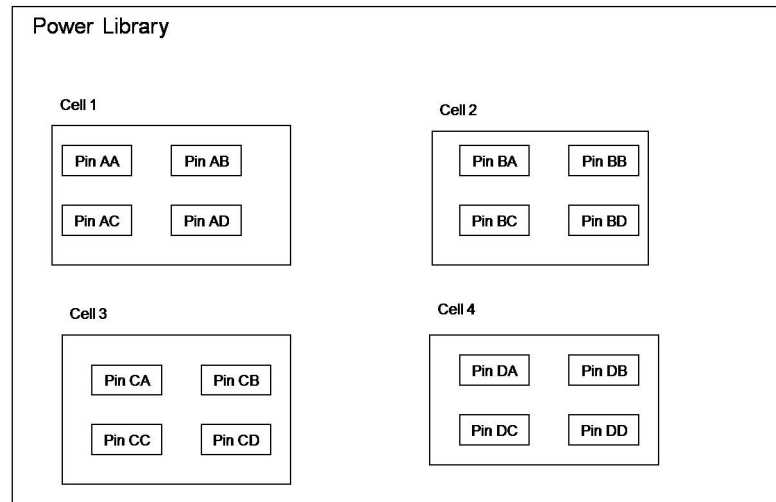 Power Library
Cell 1
Pin AA
Pin AB
Pin AC
Pin AD
Cell 2
Pin BA
Pin BB
Pin BC
Pin BD
Cell 3
Pin CA
Pin CB
Pin CC
Pin CD
Cell 4
Pin DA
Pin DB
Pin DC
Pin DD